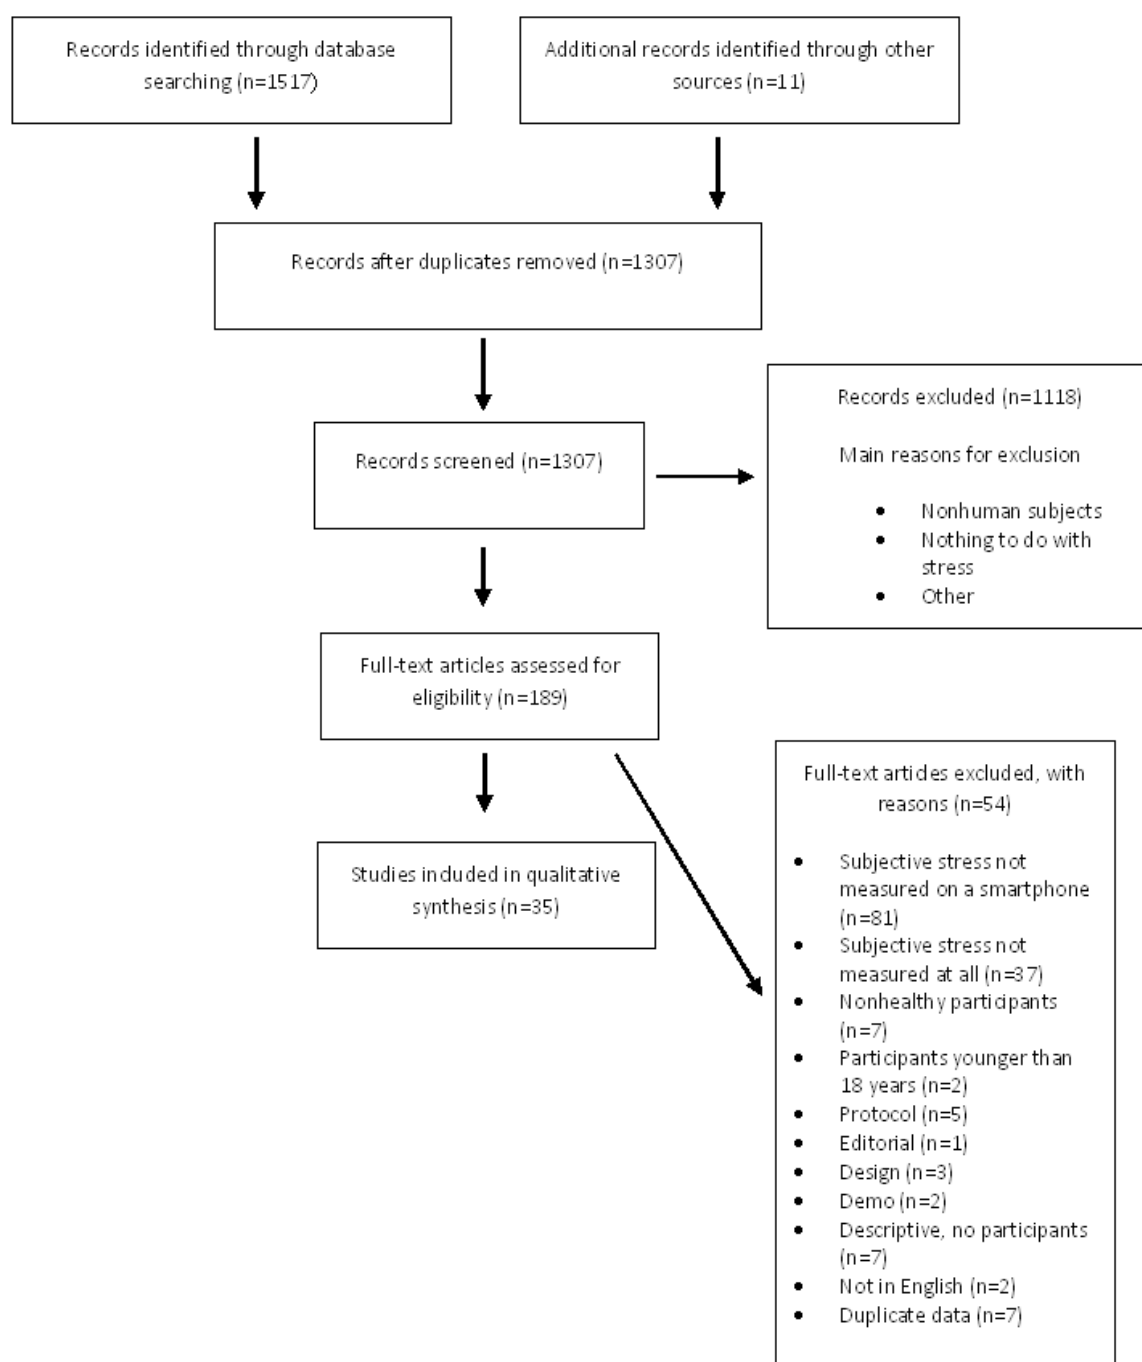 Records identified through database
searching (n=1517)
Additional records identified through other
sources (n=11)
Records after duplicates removed (n=1307)
Records screened (n=1307)
Records excluded (n=1118)
Main reasons for exclusion
• Nonhuman subjects
• Nothing to do with
stress
• Other
Full-text articles assessed for
eligibility (n=189)
Studies included in qualitative
synthesis (n=35)
Full-text articles excluded, with
reasons (n=54)
• Subjective stress not
measured on a smartphone
(n=81)
• Subjective stress not
measured at all (n=37)
• Nonhealthy participants
(n=7)
• Participants younger than
18 years (n=2)
• Protocol (n=5)
• Editorial (n=1)
• Design (n=3)
• Demo (n=2)
• Descriptive, no participants
(n=7)
• Not in English (n=2)
• Duplicate data (n=7)